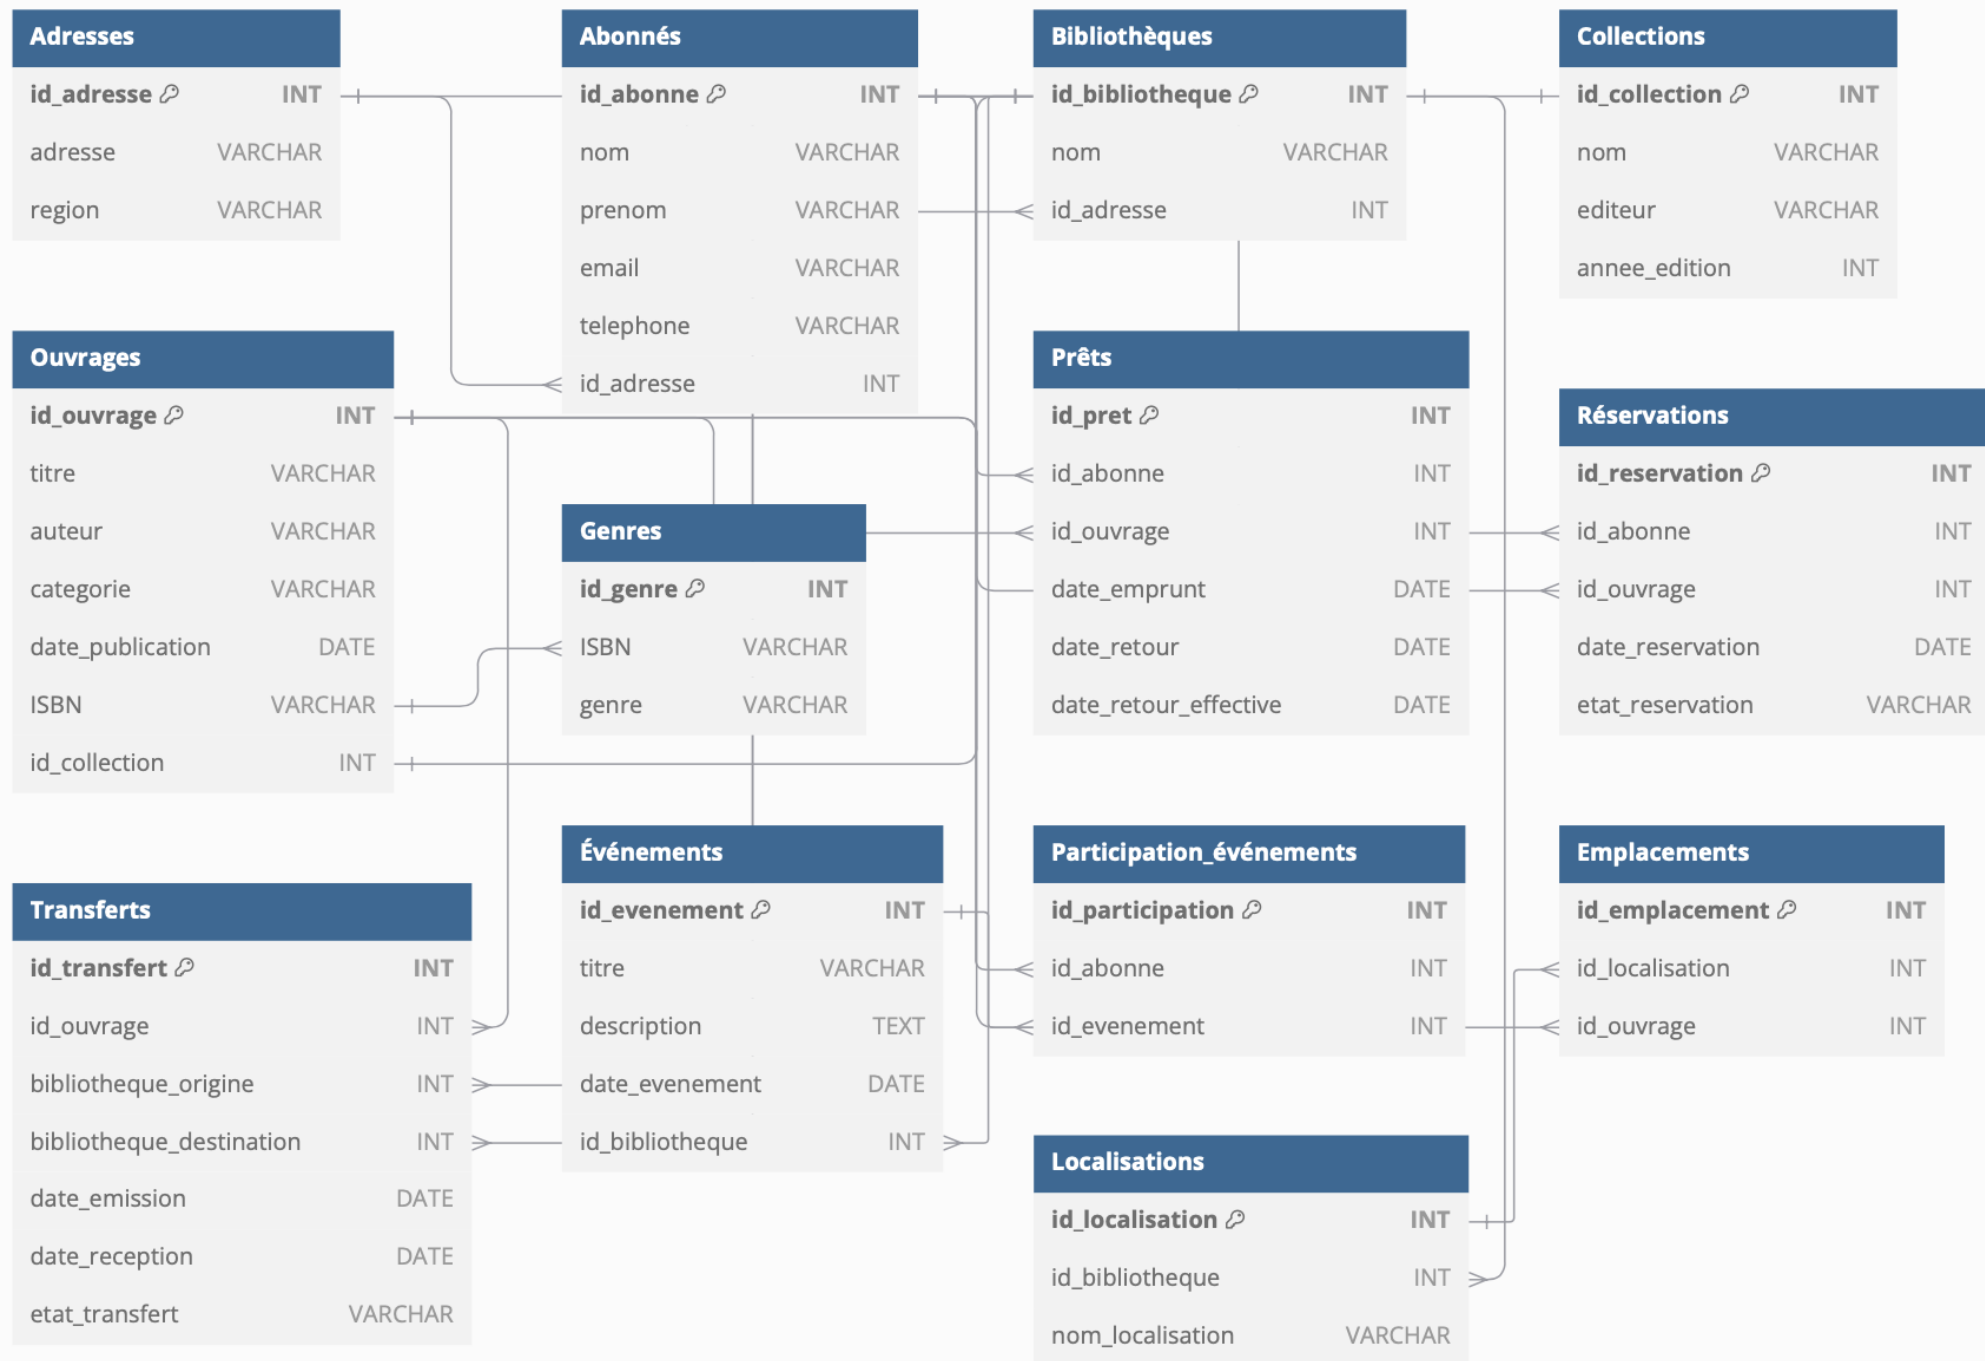 Adresses
id_adresse INT
adresse VARCHAR
region VARCHAR
Abonnés
id_abonne INT
nom VARCHAR
prenom VARCHAR
email VARCHAR
telephone VARCHAR
id_adresse INT
Bibliothèques
id_bibliotheque INT
nom VARCHAR
id_adresse INT
Collections
id_collection INT
nom VARCHAR
editeur VARCHAR
annee_edition INT
Ouvrages
id_ouvrage INT
titre VARCHAR
auteur VARCHAR
categorie VARCHAR
date_publication DATE
ISBN VARCHAR
id_collection INT
Genres
id_genre INT
ISBN VARCHAR
genre VARCHAR
Prêts
id_pret INT
id_abonne INT
id_ouvrage INT
date_emprunt DATE
date_retour DATE
date_retour_effective DATE
Réservations
id_reservation INT
id_abonne INT
id_ouvrage INT
date_reservation DATE
etat_reservation VARCHAR
Transferts
id_transfert INT
id_ouvrage INT
bibliotheque_origine INT
bibliotheque_destination INT
date_emission DATE
date_reception DATE
etat_transfert VARCHAR
Événements
id_evenement INT
titre VARCHAR
description TEXT
date_evenement DATE
id_bibliotheque INT
Participation_événements
id_participation INT
id_abonne INT
id_evenement INT
Emplacements
id_emplacement INT
id_localisation INT
id_ouvrage INT
Localisations
id_localisation INT
id_bibliotheque INT
nom_localisation VARCHAR